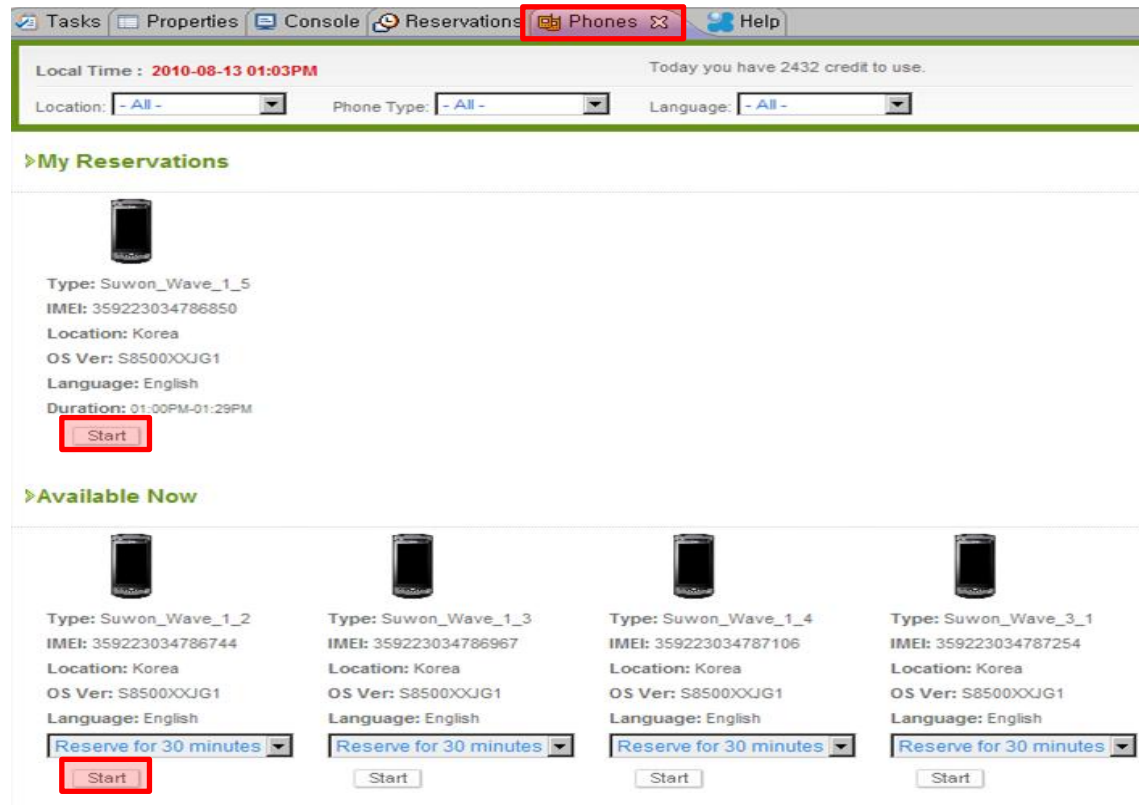 Tasks Properties Console Reservations Phones Help
Local Time : 2010-08-13 01:03PM Today you have 2432 credit to use.
Location: - All - Phone Type: - All - Language: - All -
My Reservations
Type: Suwon_Wave_1_5
IMEI: 359223034786850
Location: Korea
OS Ver: S8500XXJG1
Language: English
Duration: 01:00PM-01:29PM
Start
Available Now
Type: Suwon_Wave_1_2 Type: Suwon_Wave_1_3 Type: Suwon_Wave_1_4 Type: Suwon_Wave_3_1
IMEI: 359223034786744 IMEI: 359223034786967 IMEI: 359223034787106 IMEI: 359223034787254
Location: Korea Location: Korea Location: Korea Location: Korea
OS Ver: S8500XXJG1 OS Ver: S8500XXJG1 OS Ver: S8500XXJG1 OS Ver: S8500XXJG1
Language: English Language: English Language: English Language: English
Reserve for 30 minutes Reserve for 30 minutes Reserve for 30 minutes Reserve for 30 minutes
Start Start Start Start